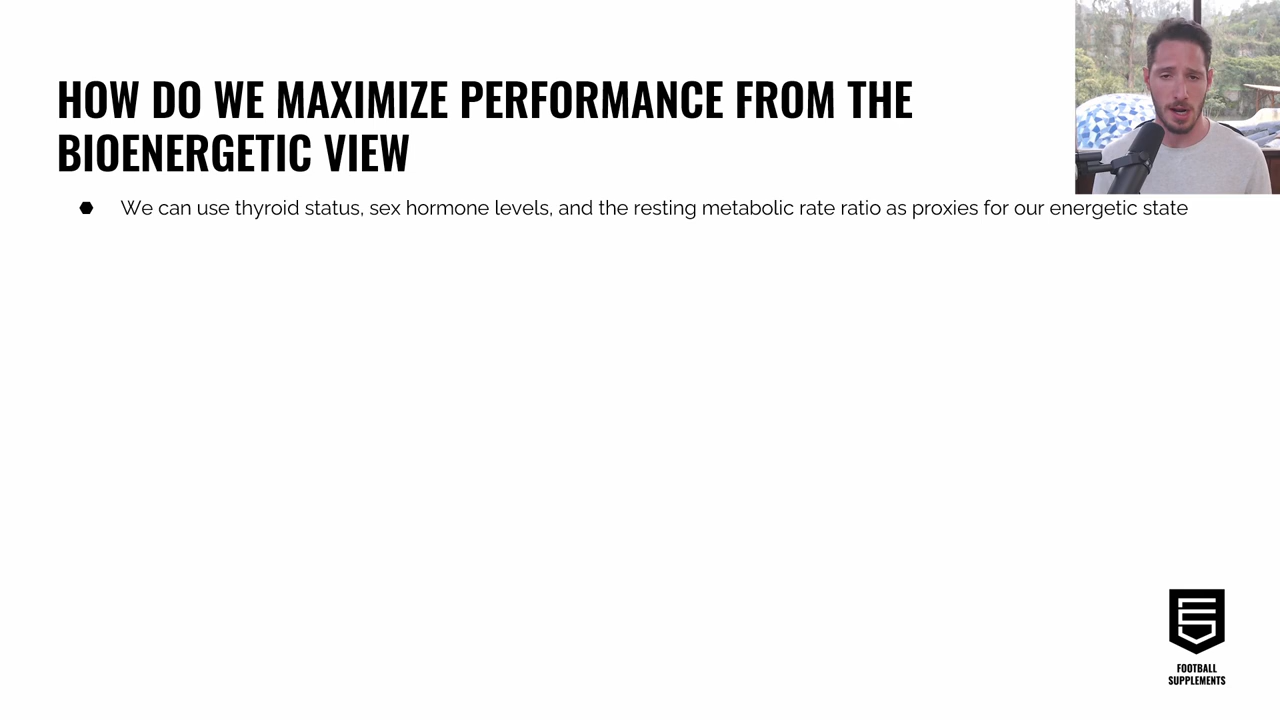 HOW DO WE MAXIMIZE PERFORMANCE FROM THE
BIOENERGETIC VIEW
We can use thyroid status, sex hormone levels, and the resting metabolic rate ratio as proxies for our energetic state
FOOTBALL
SUPPLEMENTS